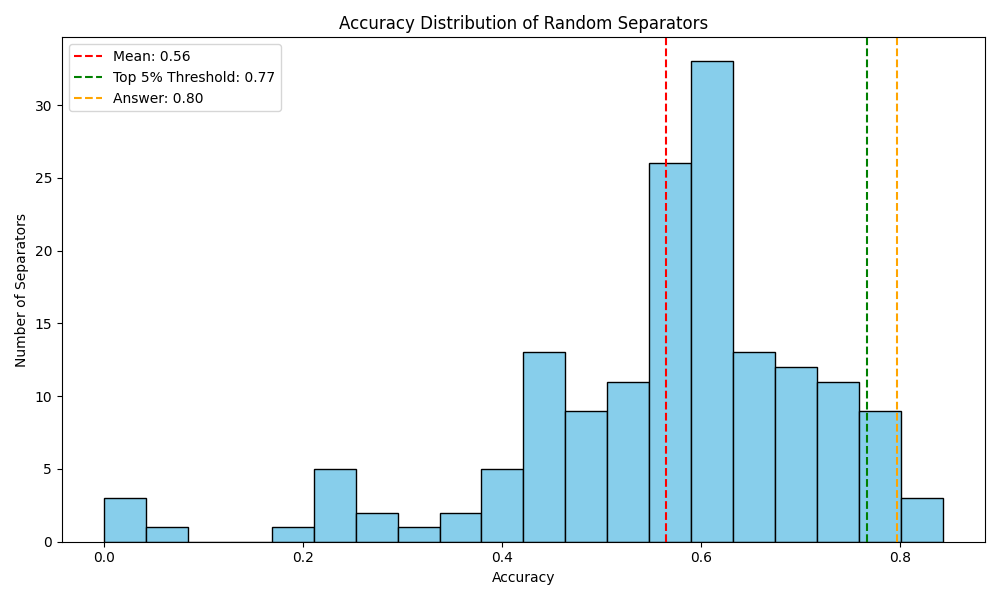 Accuracy Distribution of Random Separators
Mean: 0.56
Top 5% Threshold: 0.77
Answer: 0.80
Number of Separators
30
25
20
15
10
5
0
0.0 0.2 0.4 0.6 0.8
Accuracy